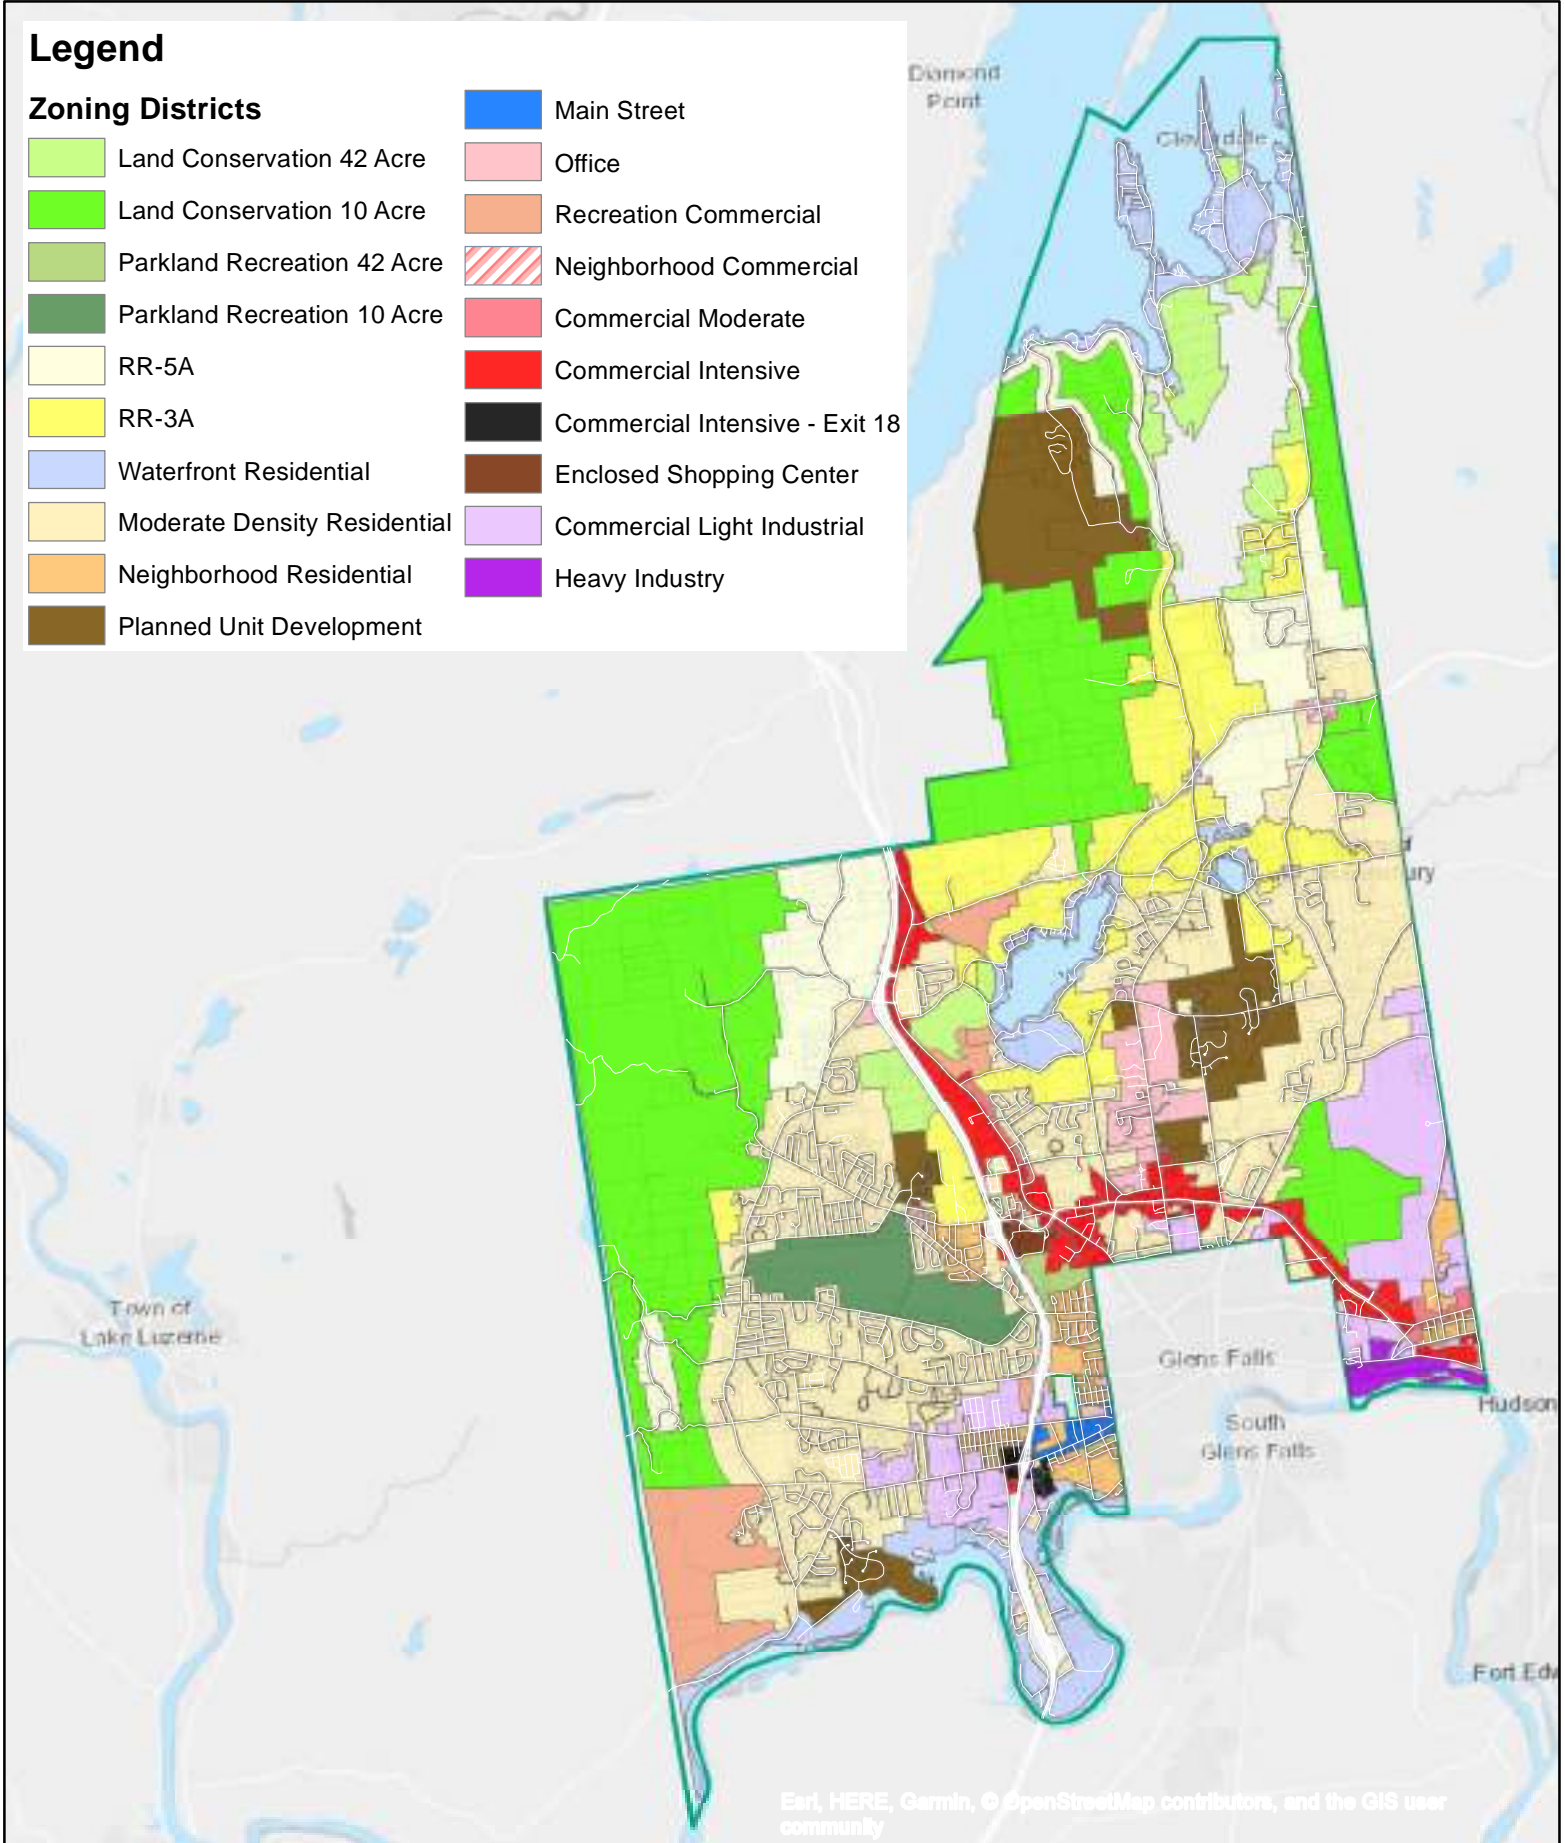 Legend
Zoning Districts
Land Conservation 42 Acre
Land Conservation 10 Acre
Parkland Recreation 42 Acre
Parkland Recreation 10 Acre
RR-5A
RR-3A
Waterfront Residential
Moderate Density Residential
Neighborhood Residential
Planned Unit Development
Main Street
Office
Recreation Commercial
Neighborhood Commercial
Commercial Moderate
Commercial Intensive
Commercial Intensive - Exit 18
Enclosed Shopping Center
Commercial Light Industrial
Heavy Industry
Diamond
Point
Town of
Lake Luzerne
Glens Falls
South
Glens Falls
Hudson
Esri, HERE, Garmin, © OpenStreetMap contributors, and the GIS user
community